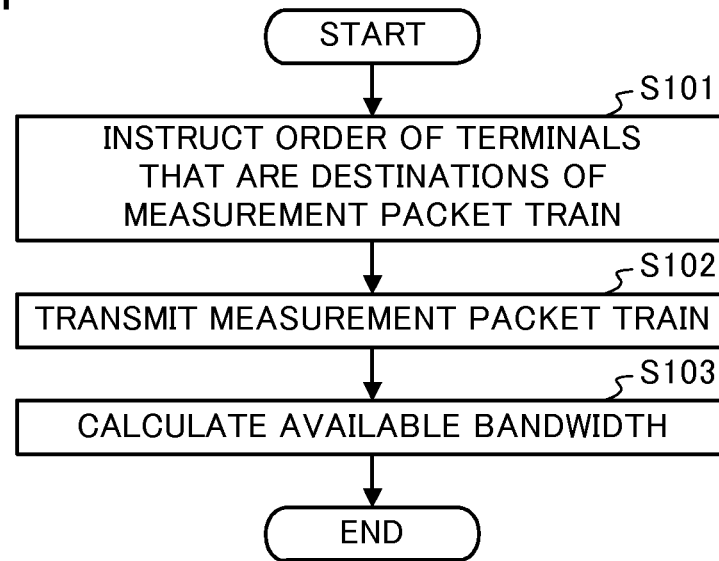 START
S101
INSTRUCT ORDER OF TERMINALS
THAT ARE DESTINATIONS OF
MEASUREMENT PACKET TRAIN
S102
TRANSMIT MEASUREMENT PACKET TRAIN
S103
CALCULATE AVAILABLE BANDWIDTH
END